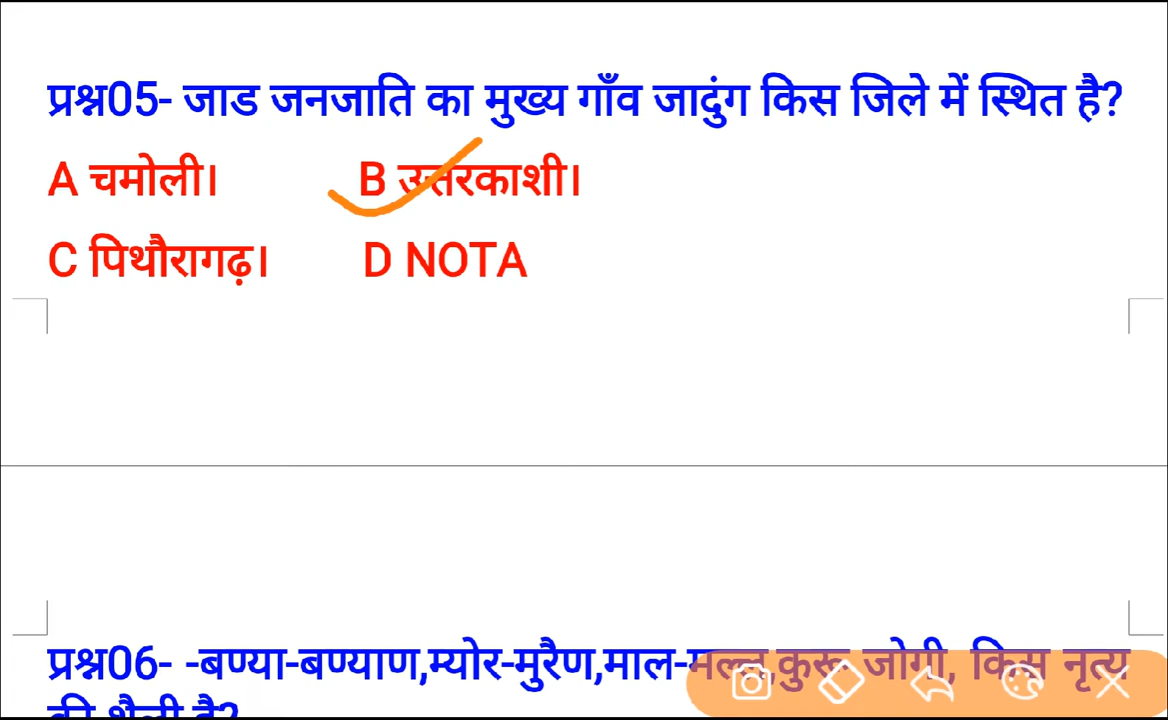 प्रश्न05- जाड जनजाति का मुख्य गाँव जादुंग किस जिले में स्थित है?
A चमोली। B उत्तरकाशी।
C पिथौरागढ़। D NOTA
प्रश्न06- -बण्या-बण्याण,म्योर-मुरैण,माल-मल्ल,कुरू जोगी, किस नृत्य
की शैली है?